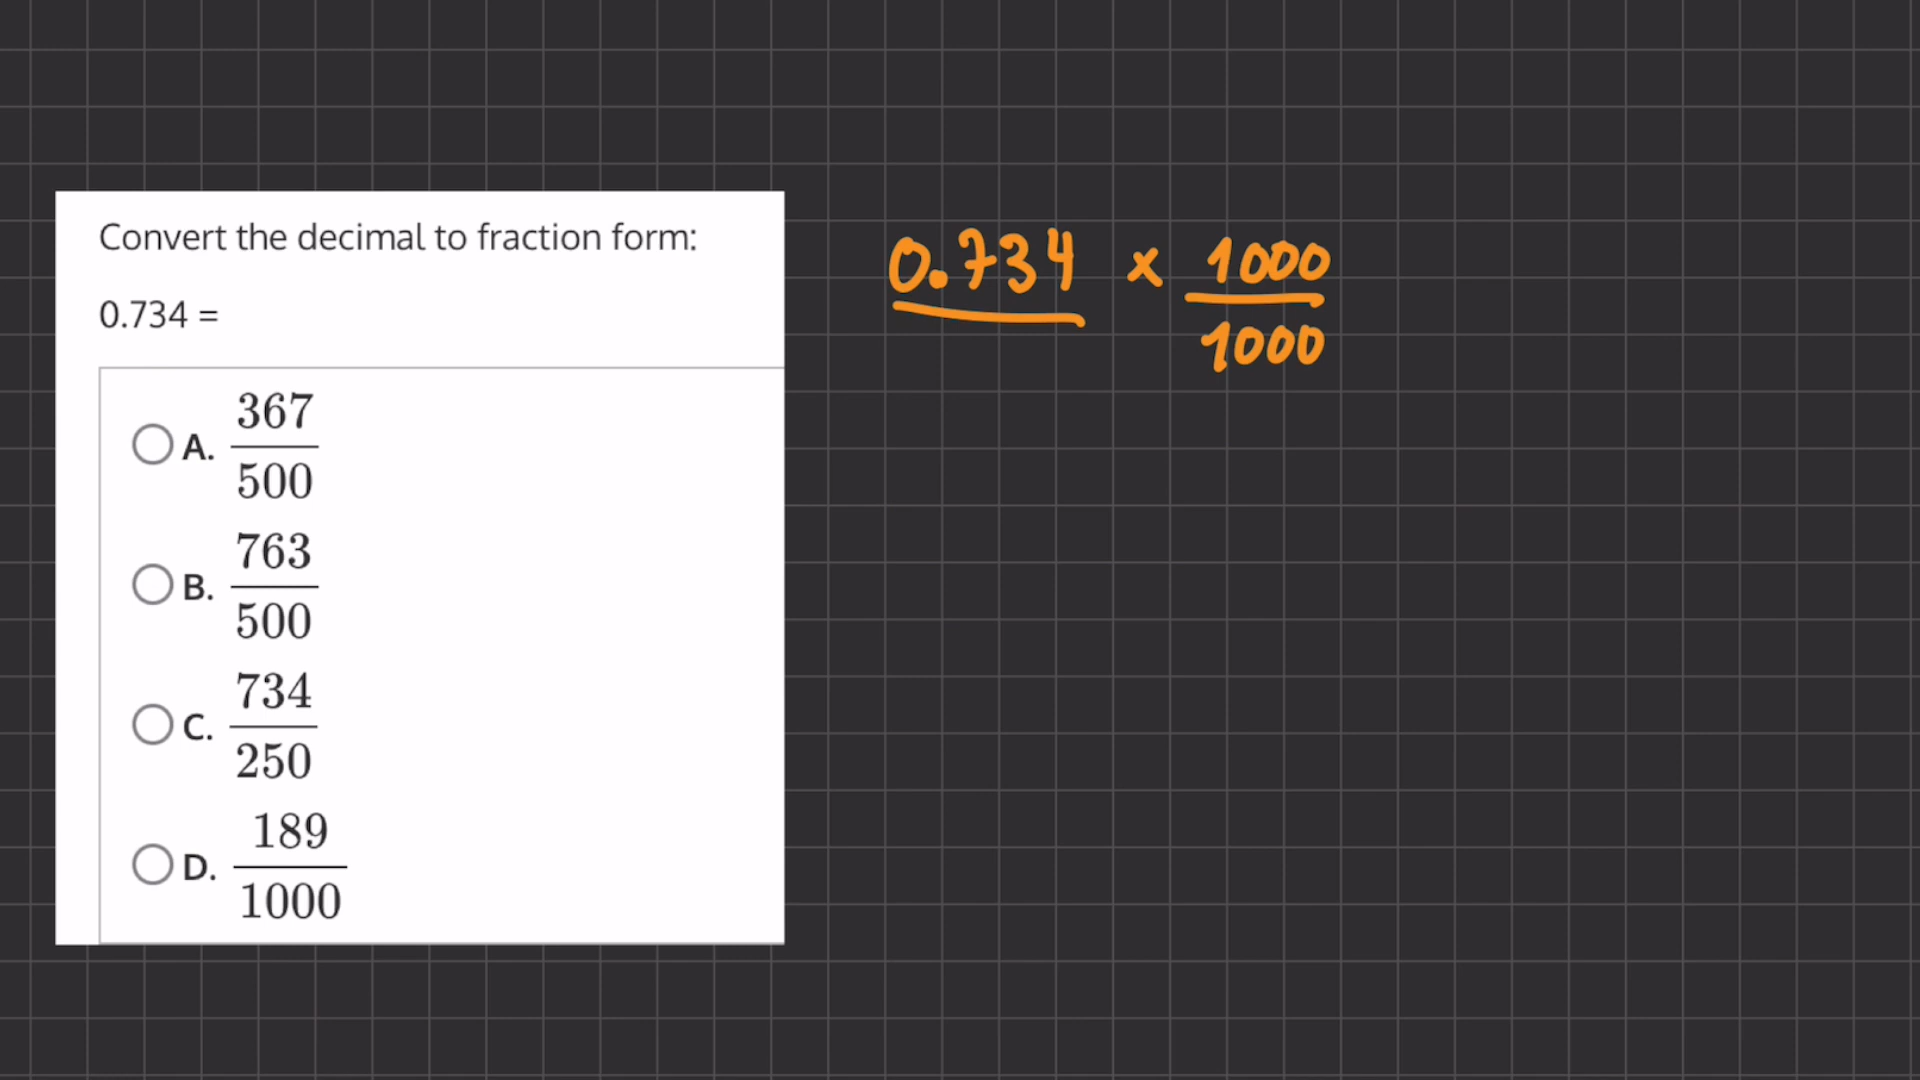 Convert the decimal to fraction form:
0.734 =
A. 367/500
B. 763/500
C. 734/250
D. 189/1000
0.734 × 1000/1000